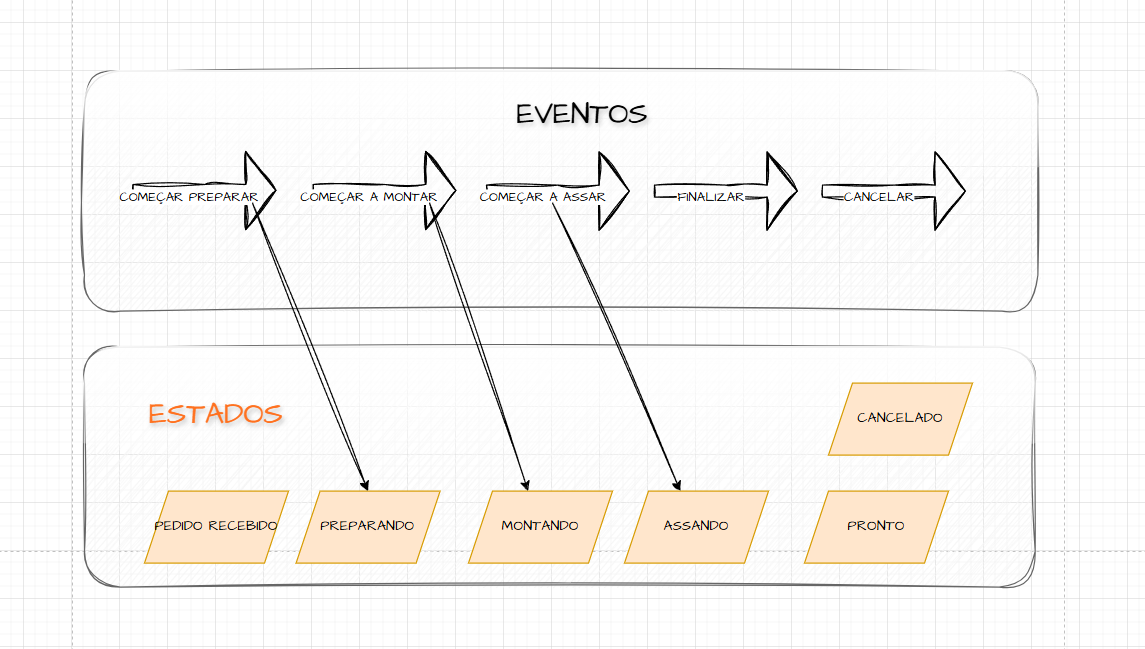 EVENTOS
COMEÇAR PREPARAR
COMEÇAR A MONTAR
COMEÇAR A ASSAR
FINALIZAR
CANCELAR
ESTADOS
CANCELADO
PEDIDO RECEBIDO
PREPARANDO
MONTANDO
ASSANDO
PRONTO